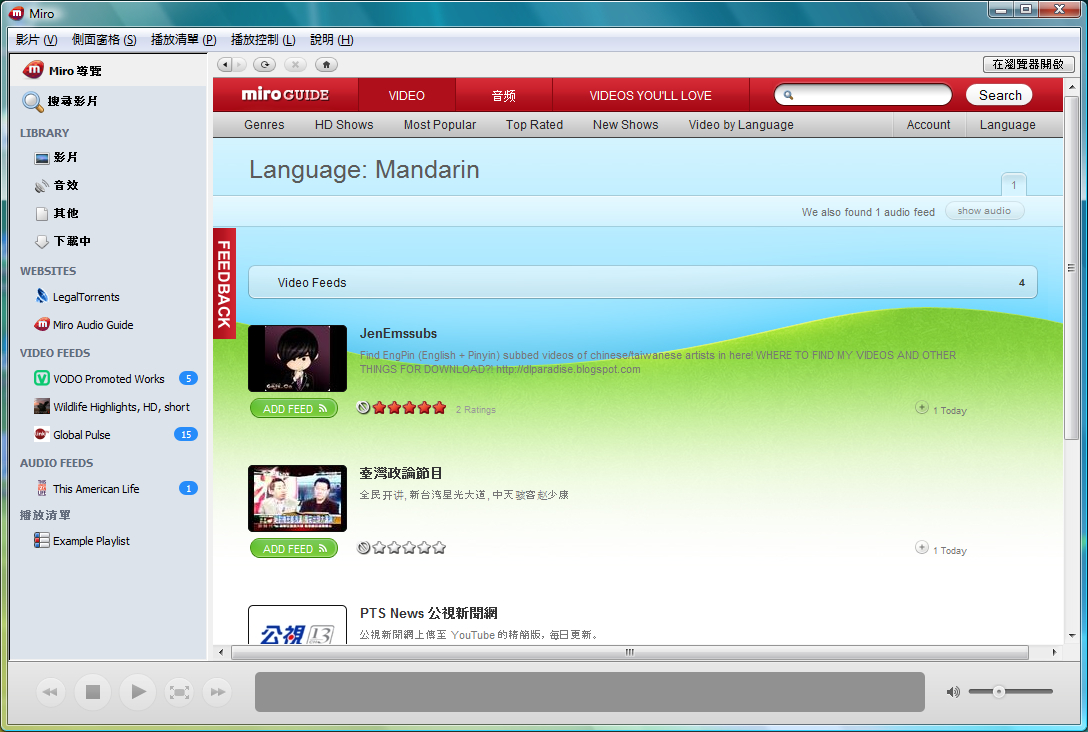 Miro
影片 (V) 側面窗格 (S) 播放清單 (P) 播放控制 (L) 說明 (H)
Miro 導覽
搜尋影片
LIBRARY
影片
音效
其他
下載中
WEBSITES
LegalTorrents
Miro Audio Guide
VIDEO FEEDS
VODO Promoted Works 5
Wildlife Highlights, HD, short
Global Pulse 15
AUDIO FEEDS
This American Life 1
播放清單
Example Playlist
在瀏覽器開啟
miro GUIDE VIDEO 音频 VIDEOS YOU'LL LOVE Search
Genres HD Shows Most Popular Top Rated New Shows Video by Language Account Language
Language: Mandarin
1
We also found 1 audio feed show audio
FEEDBACK
Video Feeds 4
JenEmssubs
Find EngPin (English + Pinyin) subbed videos of chinese/taiwanese artists in here! WHERE TO FIND MY VIDEOS AND OTHER
THINGS FOR DOWNLOAD?! http://dlparadise.blogspot.com
ADD FEED 2 Ratings 1 Today
臺灣政論節目
全民开讲, 新台湾星光大道, 中天骇客赵少康
ADD FEED 1 Today
PTS News 公視新聞網
公視新聞網上傳至 YouTube 的精簡版，每日更新。
公視 13